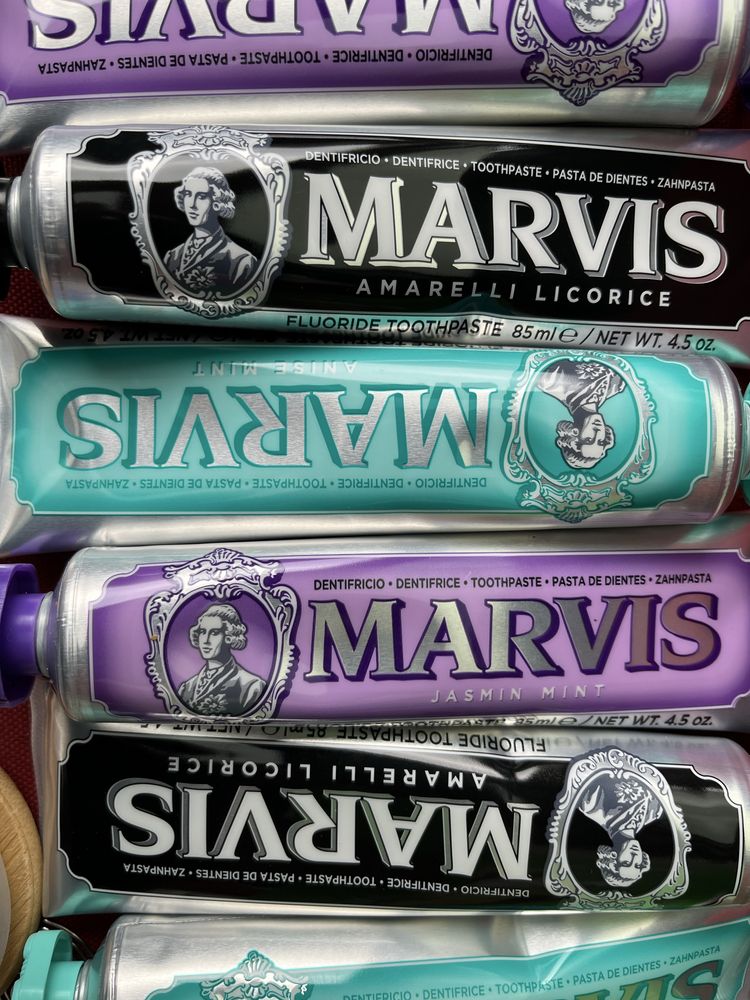 MARVIS
DENTIFRICIO • DENTIFRICE • TOOTHPASTE • PASTA DE DIENTES • ZAHNPASTA
DENTIFRICIO • DENTIFRICE • TOOTHPASTE • PASTA DE DIENTES • ZAHNPASTA
MARVIS
AMARELLI LICORICE
FLUORIDE TOOTHPASTE 85ml e / NET WT. 4.5 oz.
ANISE MINT
MARVIS
DENTIFRICIO • DENTIFRICE • TOOTHPASTE • PASTA DE DIENTES • ZAHNPASTA
DENTIFRICIO • DENTIFRICE • TOOTHPASTE • PASTA DE DIENTES • ZAHNPASTA
MARVIS
JASMIN MINT
TOOTHPASTE 85ml e / NET WT. 4.5 oz.
FLUORIDE TOOTHPASTE 85ml
AMARELLI LICORICE
MARVIS
DENTIFRICIO • DENTIFRICE • TOOTHPASTE • PASTA DE DIENTES • ZAHNPASTA
DENTIFRICIO • DENTIFRICE • TOOTHPASTE • PASTA DE DIENTES • ZAHNPASTA